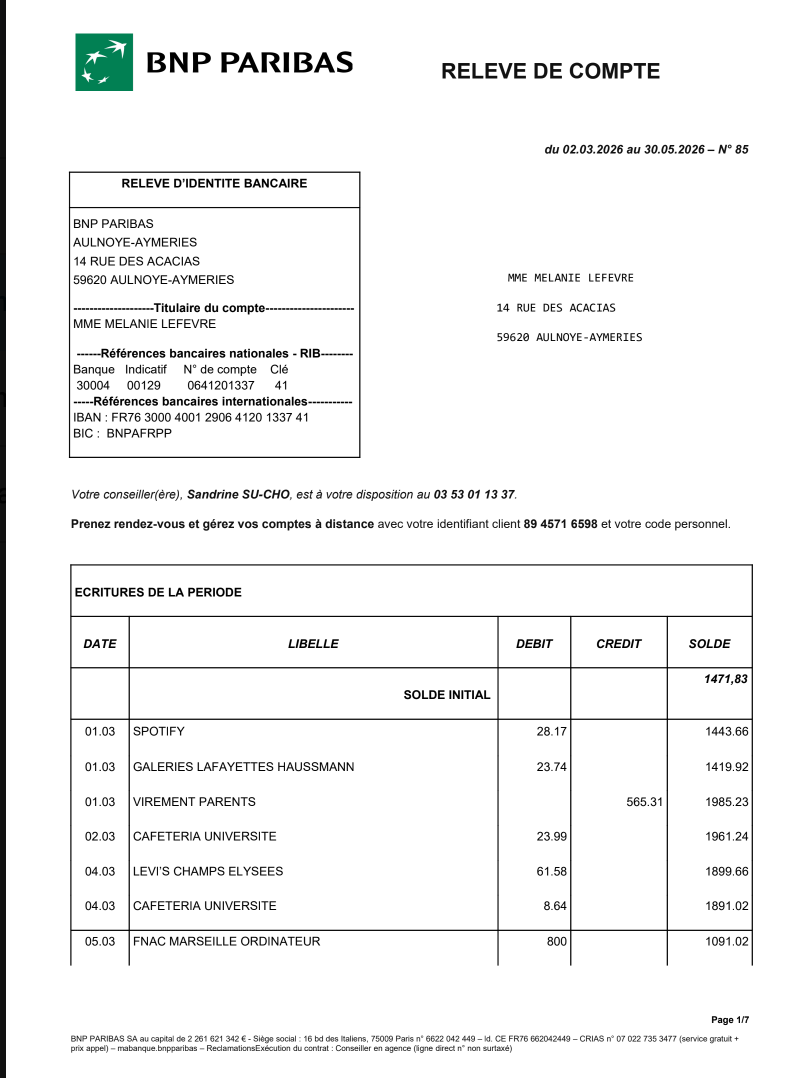 BNP PARIBAS
RELEVE DE COMPTE
du 02.03.2026 au 30.05.2026 – N° 85
RELEVE D'IDENTITE BANCAIRE
BNP PARIBAS
AULNOYE-AYMERIES
14 RUE DES ACACIAS
59620 AULNOYE-AYMERIES
--------------------Titulaire du compte----------------------
MME MELANIE LEFEVRE
------Références bancaires nationales - RIB--------
Banque Indicatif N° de compte Clé
30004 00129 0641201337 41
-----Références bancaires internationales-----------
IBAN : FR76 3000 4001 2906 4120 1337 41
BIC : BNPAFRPP
MME MELANIE LEFEVRE
14 RUE DES ACACIAS
59620 AULNOYE-AYMERIES
Votre conseiller(ère), Sandrine SU-CHO, est à votre disposition au 03 53 01 13 37.
Prenez rendez-vous et gérez vos comptes à distance avec votre identifiant client 89 4571 6598 et votre code personnel.
ECRITURES DE LA PERIODE
DATE LIBELLE DEBIT CREDIT SOLDE
1471,83
SOLDE INITIAL
01.03 SPOTIFY 28.17 1443.66
01.03 GALERIES LAFAYETTES HAUSSMANN 23.74 1419.92
01.03 VIREMENT PARENTS 565.31 1985.23
02.03 CAFETERIA UNIVERSITE 23.99 1961.24
04.03 LEVI'S CHAMPS ELYSEES 61.58 1899.66
04.03 CAFETERIA UNIVERSITE 8.64 1891.02
05.03 FNAC MARSEILLE ORDINATEUR 800 1091.02
Page 1/7
BNP PARIBAS SA au capital de 2 261 621 342 € - Siège social : 16 bd des Italiens, 75009 Paris n° 6622 042 449 – Id. CE FR76 662042449 – CRIAS n° 07 022 735 3477 (service gratuit +
prix appel) – mabanque.bnpparibas – ReclamationsExécution du contrat : Conseiller en agence (ligne direct n° non surtaxé)